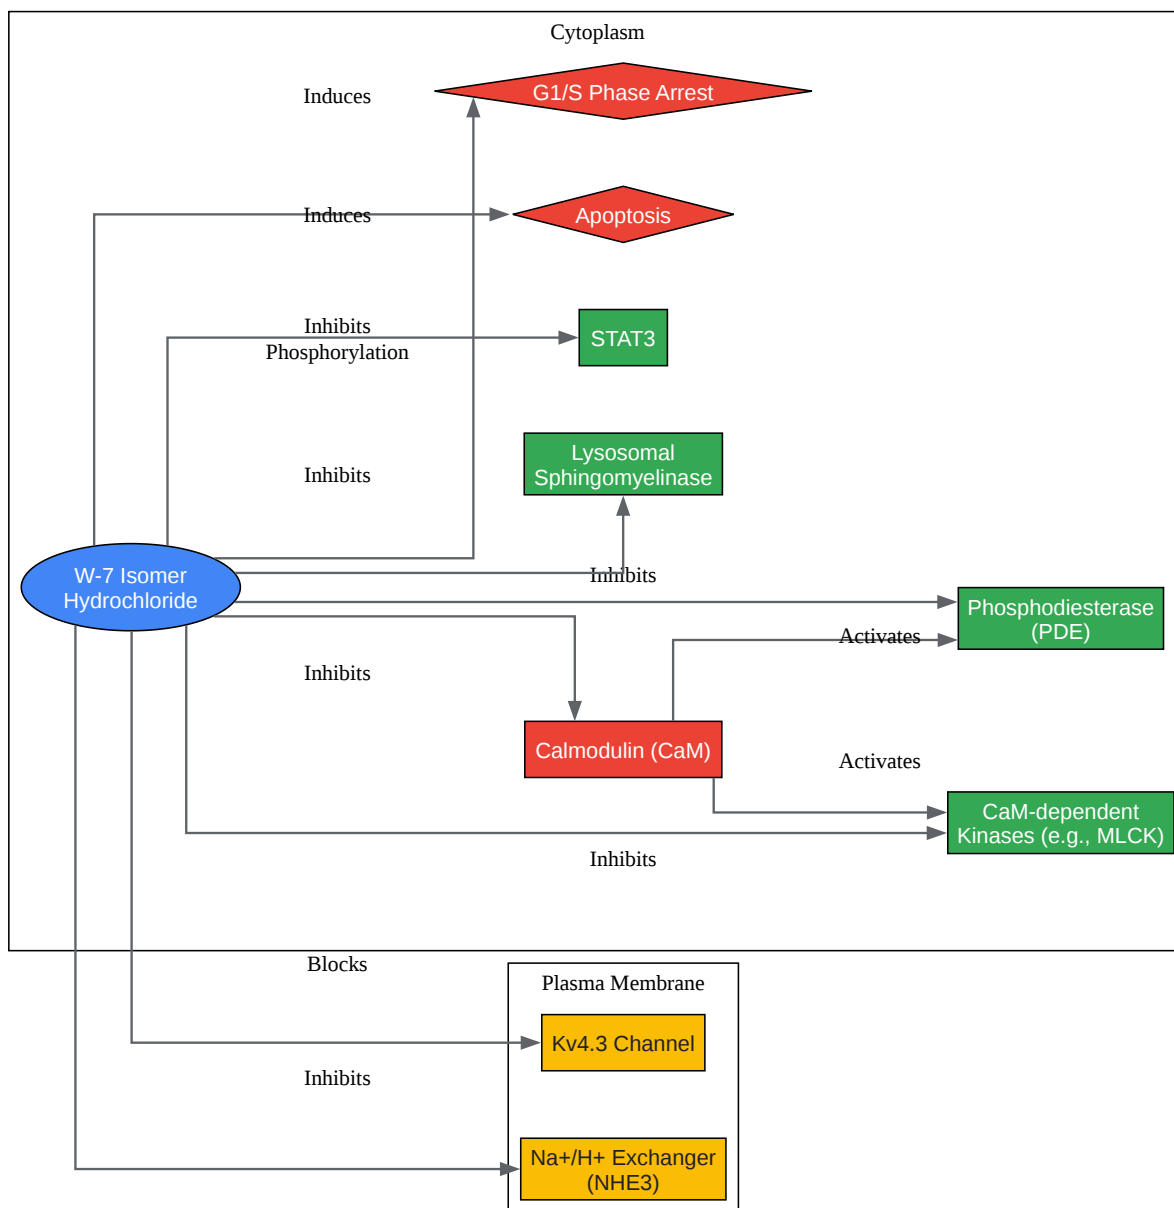 Cytoplasm
Induces
G1/S Phase Arrest
Induces
Apoptosis
Inhibits
Phosphorylation
STAT3
Lysosomal
Sphingomyelinase
Inhibits
W-7 Isomer
Hydrochloride
Inhibits
Phosphodiesterase
(PDE)
Activates
Inhibits
Calmodulin (CaM)
Activates
CaM-dependent
Kinases (e.g., MLCK)
Inhibits
Blocks
Plasma Membrane
Kv4.3 Channel
Inhibits
Na+/H+ Exchanger
(NHE3)